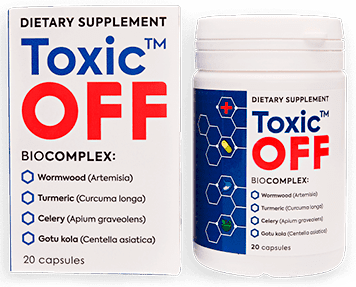 DIETARY SUPPLEMENT
Toxic™
OFF
BIOCOMPLEX:
Wormwood (Artemisia)
Turmeric (Curcuma longa)
Celery (Apium graveolens)
Gotu kola (Centella asiatica)
20 capsules
DIETARY SUPPLEMENT
Toxic™
OFF
BIOCOMPLEX:
Wormwood (Artemisia)
Turmeric (Curcuma longa)
Celery (Apium graveolens)
Gotu kola (Centella asiatica)
20 capsules